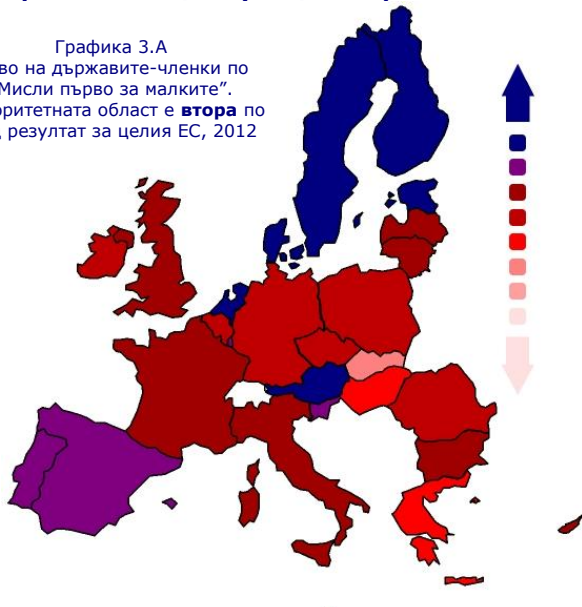 Графика 3.А
во на държавите-членки по
Мисли първо за малките”.
оритетната област е втора по
резултат за целия ЕС, 2012